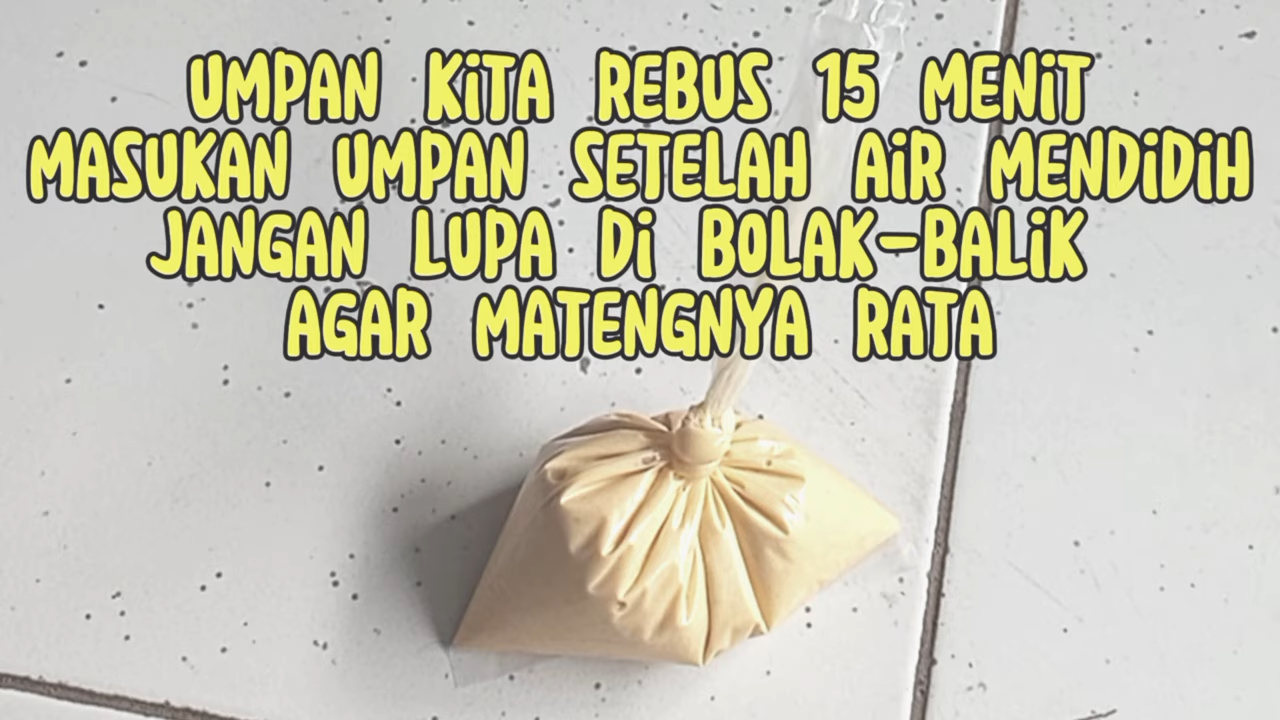 UMPAN KiTA REBUS 15 MENiT
MASUKAN UMPAN SETELAH AiR MENDiDiH
JANGAN LUPA Di BOLAK-BALiK
AGAR MATENGNYA RATA